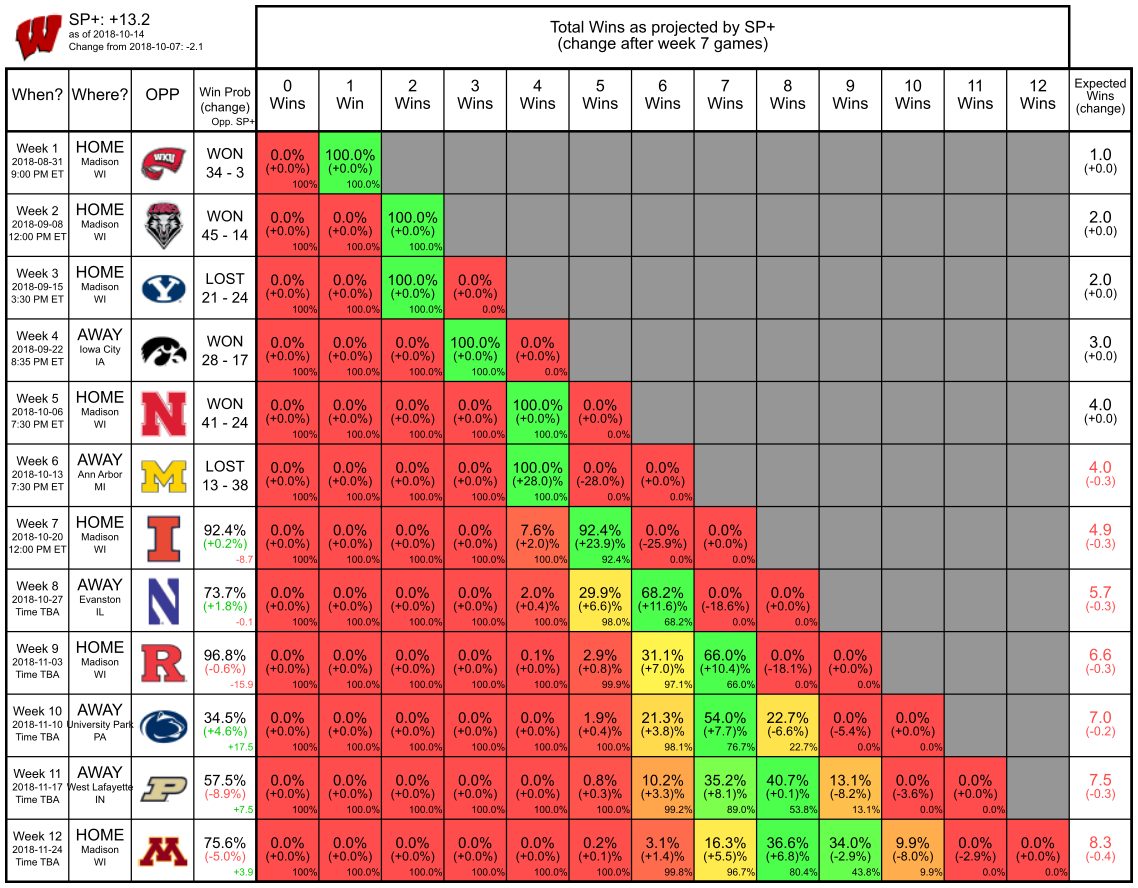 SP+: +13.2
as of 2018-10-14
Change from 2018-10-07: -2.1
Total Wins as projected by SP+
(change after week 7 games)
When? Where? OPP Win Prob (change) Opp. SP+ 0 Wins 1 Win 2 Wins 3 Wins 4 Wins 5 Wins 6 Wins 7 Wins 8 Wins 9 Wins 10 Wins 11 Wins 12 Wins Expected Wins (change)
Week 1 HOME
2018-08-31 Madison WKU WON 0.0% 100.0% 1.0
9:00 PM ET WI 34 - 3 (+0.0%) (+0.0%) (+0.0)
100% 100.0%
Week 2 HOME
2018-09-08 Madison LOBOS WON 0.0% 0.0% 100.0% 2.0
12:00 PM ET WI 45 - 14 (+0.0%) (+0.0%) (+0.0%) (+0.0)
100% 100.0% 100.0%
Week 3 HOME
2018-09-15 Madison Y LOST 0.0% 0.0% 100.0% 0.0% 2.0
3:30 PM ET WI 21 - 24 (+0.0%) (+0.0%) (+0.0%) (+0.0%) (+0.0)
100% 100.0% 100.0% 0.0%
Week 4 AWAY
2018-09-22 Iowa City WON 0.0% 0.0% 0.0% 100.0% 0.0% 3.0
8:35 PM ET IA 28 - 17 (+0.0%) (+0.0%) (+0.0%) (+0.0%) (+0.0%) (+0.0)
100% 100.0% 100.0% 100.0% 0.0%
Week 5 HOME
2018-10-06 Madison N WON 0.0% 0.0% 0.0% 0.0% 100.0% 0.0% 4.0
7:30 PM ET WI 41 - 24 (+0.0%) (+0.0%) (+0.0%) (+0.0%) (+0.0%) (+0.0%) (+0.0)
100% 100.0% 100.0% 100.0% 100.0% 0.0%
Week 6 AWAY
2018-10-13 Ann Arbor M LOST 0.0% 0.0% 0.0% 0.0% 100.0% 0.0% 0.0% 4.0
7:30 PM ET MI 13 - 38 (+0.0%) (+0.0%) (+0.0%) (+0.0%) (+28.0)% (-28.0%) (+0.0%) (-0.3)
100% 100.0% 100.0% 100.0% 100.0% 0.0% 0.0%
Week 7 HOME
2018-10-20 Madison I 92.4% 0.0% 0.0% 0.0% 0.0% 7.6% 92.4% 0.0% 0.0% 4.9
12:00 PM ET WI (+0.2%) (+0.0%) (+0.0%) (+0.0%) (+0.0%) (+2.0)% (+23.9)% (-25.9%) (+0.0%) (-0.3)
-8.7 100% 100.0% 100.0% 100.0% 100.0% 92.4% 0.0% 0.0%
Week 8 AWAY
2018-10-27 Evanston N 73.7% 0.0% 0.0% 0.0% 0.0% 2.0% 29.9% 68.2% 0.0% 0.0% 5.7
Time TBA IL (+1.8%) (+0.0%) (+0.0%) (+0.0%) (+0.0%) (+0.4)% (+6.6)% (+11.6)% (-18.6%) (+0.0%) (-0.3)
-0.1 100% 100.0% 100.0% 100.0% 100.0% 98.0% 68.2% 0.0% 0.0%
Week 9 HOME
2018-11-03 Madison R 96.8% 0.0% 0.0% 0.0% 0.0% 0.1% 2.9% 31.1% 66.0% 0.0% 0.0% 6.6
Time TBA WI (-0.6%) (+0.0%) (+0.0%) (+0.0%) (+0.0%) (+0.0%) (+0.8)% (+7.0)% (+10.4)% (-18.1%) (+0.0%) (-0.3)
-15.9 100% 100.0% 100.0% 100.0% 100.0% 99.9% 97.1% 66.0% 0.0% 0.0%
Week 10 AWAY
2018-11-10 University Park 34.5% 0.0% 0.0% 0.0% 0.0% 0.0% 1.9% 21.3% 54.0% 22.7% 0.0% 0.0% 7.0
Time TBA PA (+4.6%) (+0.0%) (+0.0%) (+0.0%) (+0.0%) (+0.0%) (+0.4)% (+3.8)% (+7.7)% (-6.6%) (-5.4%) (+0.0%) (-0.2)
+17.5 100% 100.0% 100.0% 100.0% 100.0% 100.0% 98.1% 76.7% 22.7% 0.0% 0.0%
Week 11 AWAY
2018-11-17 West Lafayette P 57.5% 0.0% 0.0% 0.0% 0.0% 0.0% 0.8% 10.2% 35.2% 40.7% 13.1% 0.0% 0.0% 7.5
Time TBA IN (-8.9%) (+0.0%) (+0.0%) (+0.0%) (+0.0%) (+0.0%) (+0.3)% (+3.3)% (+8.1)% (+0.1)% (-8.2%) (-3.6%) (+0.0%) (-0.3)
+7.5 100% 100.0% 100.0% 100.0% 100.0% 100.0% 99.2% 89.0% 53.8% 13.1% 0.0% 0.0%
Week 12 HOME
2018-11-24 Madison M 75.6% 0.0% 0.0% 0.0% 0.0% 0.0% 0.2% 3.1% 16.3% 36.6% 34.0% 9.9% 0.0% 0.0% 8.3
Time TBA WI (-5.0%) (+0.0%) (+0.0%) (+0.0%) (+0.0%) (+0.0%) (+0.1)% (+1.4)% (+5.5)% (+6.8)% (-2.9%) (-8.0%) (-2.9%) (+0.0%) (-0.4)
+3.9 100% 100.0% 100.0% 100.0% 100.0% 100.0% 99.8% 96.7% 80.4% 43.8% 9.9% 0.0% 0.0%